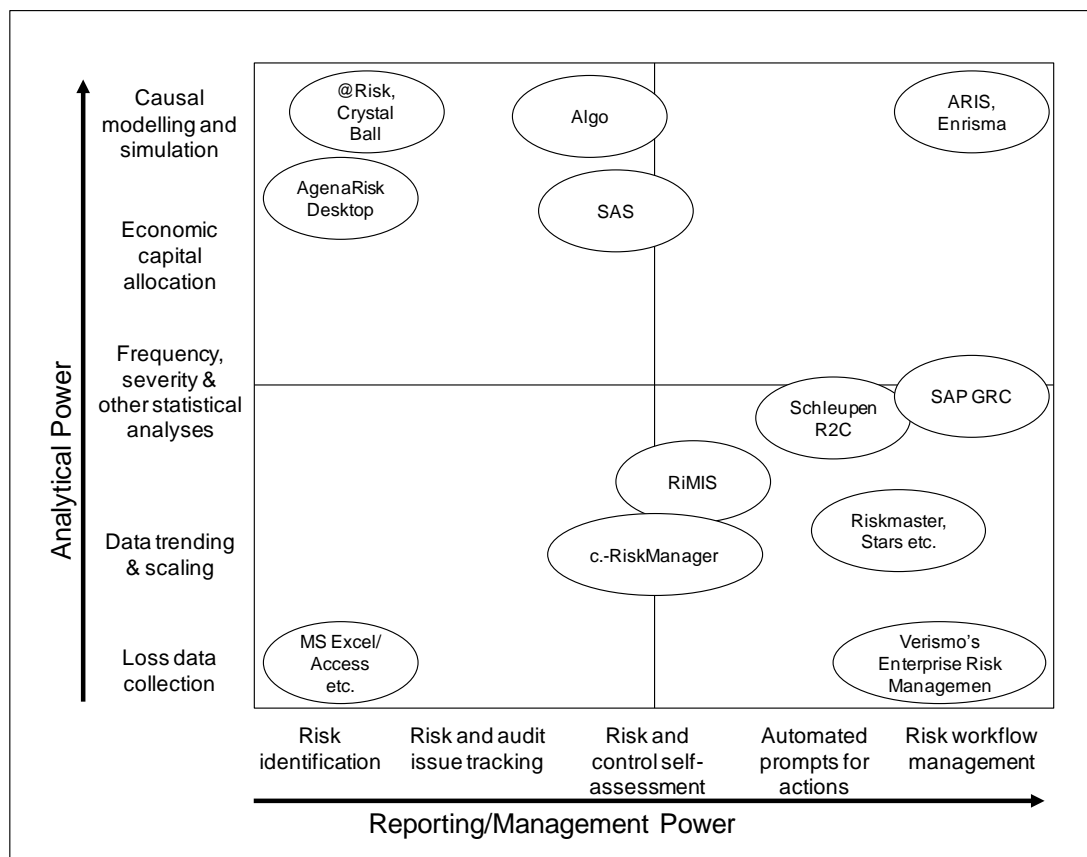 Causal
modelling and
simulation
@Risk,
Crystal
Ball
Algo
ARIS,
Enrisma
AgenaRisk
Desktop
SAS
Economic
capital
allocation
Frequency,
severity &
other statistical
analyses
SAP GRC
Schleupen
R2C
RiMIS
Riskmaster,
Stars etc.
Data trending
& scaling
c.-RiskManager
Loss data
collection
MS Excel/
Access
etc.
Verismo's
Enterprise Risk
Managemen
Analytical Power
Risk
identification
Risk and audit
issue tracking
Risk and
control self-
assessment
Automated
prompts for
actions
Risk workflow
management
Reporting/Management Power